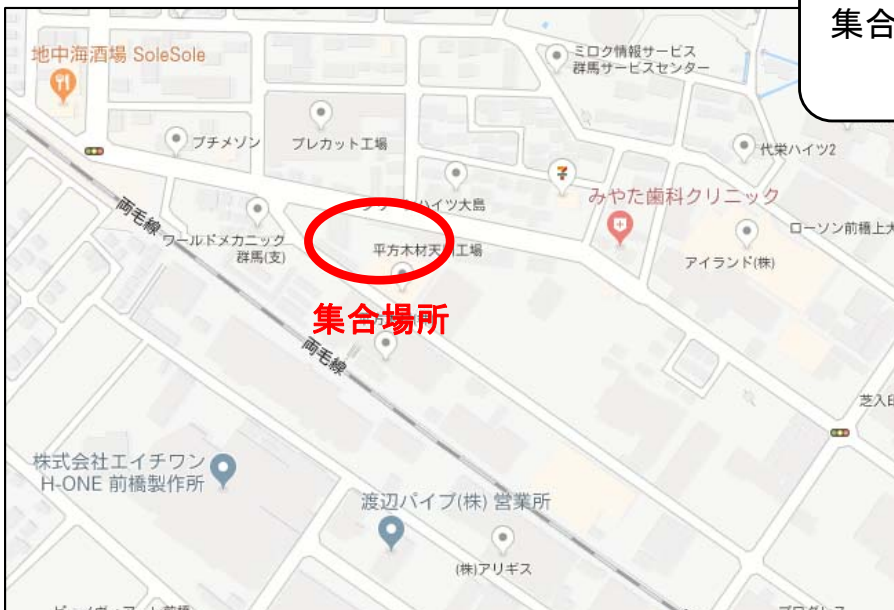 集合
ミロク情報サービス
群馬サービスセンター
地中海酒場 SoleSole
プチメゾン
プレカット工場
代栄ハイツ2
ハイツ大島
みやた歯科クリニック
両毛線
ワールドメカニック
群馬(支)
平方木材天
工場
ローソン前橋上大
アイランド(株)
集合場所
両毛線
芝入
株式会社エイチワン
H-ONE 前橋製作所
渡辺パイプ(株) 営業所
(株)アリギス